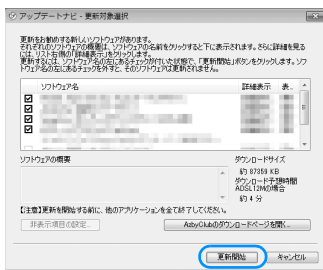 アップデートナビ - 更新対象選択
更新をお勧めする新しいソフトウェアがあります。
それぞれのソフトウェアの概要は、ソフトウェアの名前をクリックすると下に表示されます。さらに詳細を見る
には、リスト右側の「詳細表示」をクリックします。
更新するには、ソフトウェア名の左にあるチェックが付いた状態で、「更新開始」ボタンをクリックします。ソフ
トウェア名の左にあるチェックを外すと、そのソフトウェアは更新されません。
ソフトウェア名 詳細表示 表...
ソフトウェアの概要 ダウンロードサイズ
約 87359 KB
ダウンロード予想時間
ADSL12Mの場合
約 4 分
【注意】更新を開始する前に、他のアプリケーションを全て終了してください。
非表示項目の設定... AzbyClubのダウンロードページを開く...
更新開始 キャンセル